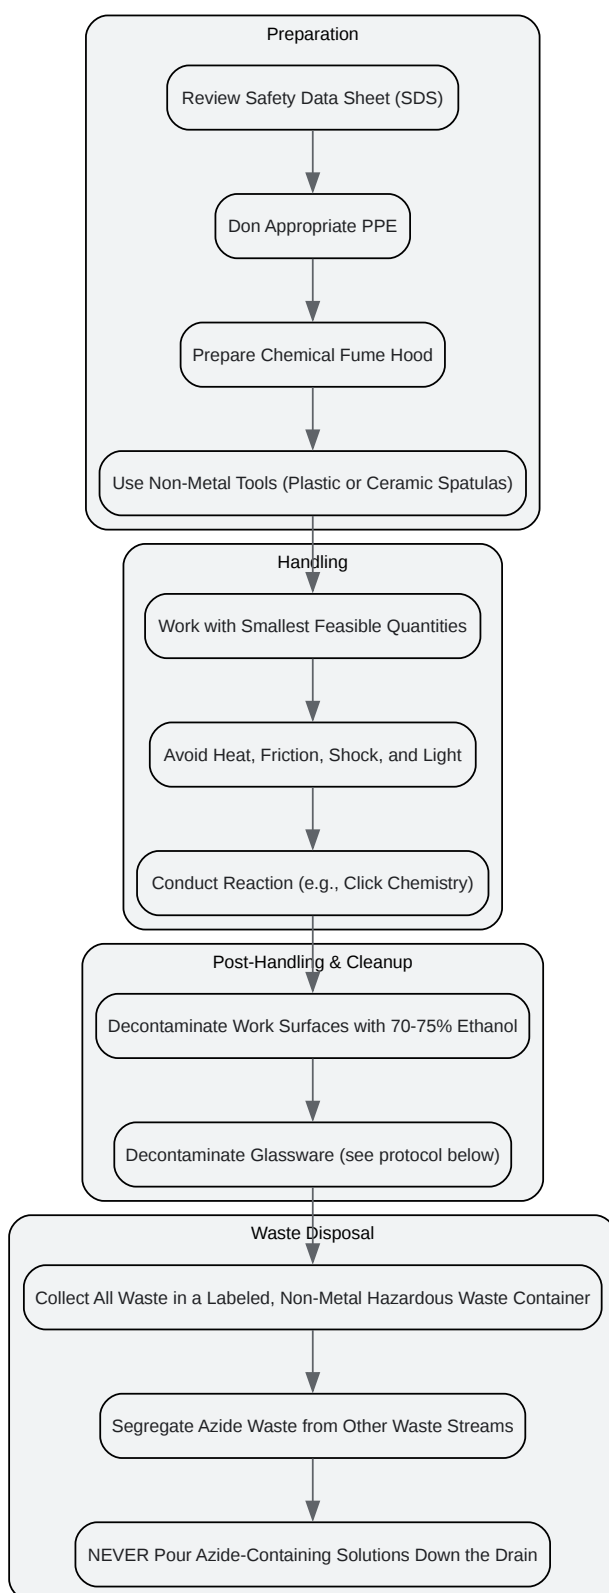 Preparation
Review Safety Data Sheet (SDS)
Don Appropriate PPE
Prepare Chemical Fume Hood
Use Non-Metal Tools (Plastic or Ceramic Spatulas)
Handling
Work with Smallest Feasible Quantities
Avoid Heat, Friction, Shock, and Light
Conduct Reaction (e.g., Click Chemistry)
Post-Handling & Cleanup
Decontaminate Work Surfaces with 70-75% Ethanol
Decontaminate Glassware (see protocol below)
Waste Disposal
Collect All Waste in a Labeled, Non-Metal Hazardous Waste Container
Segregate Azide Waste from Other Waste Streams
NEVER Pour Azide-Containing Solutions Down the Drain